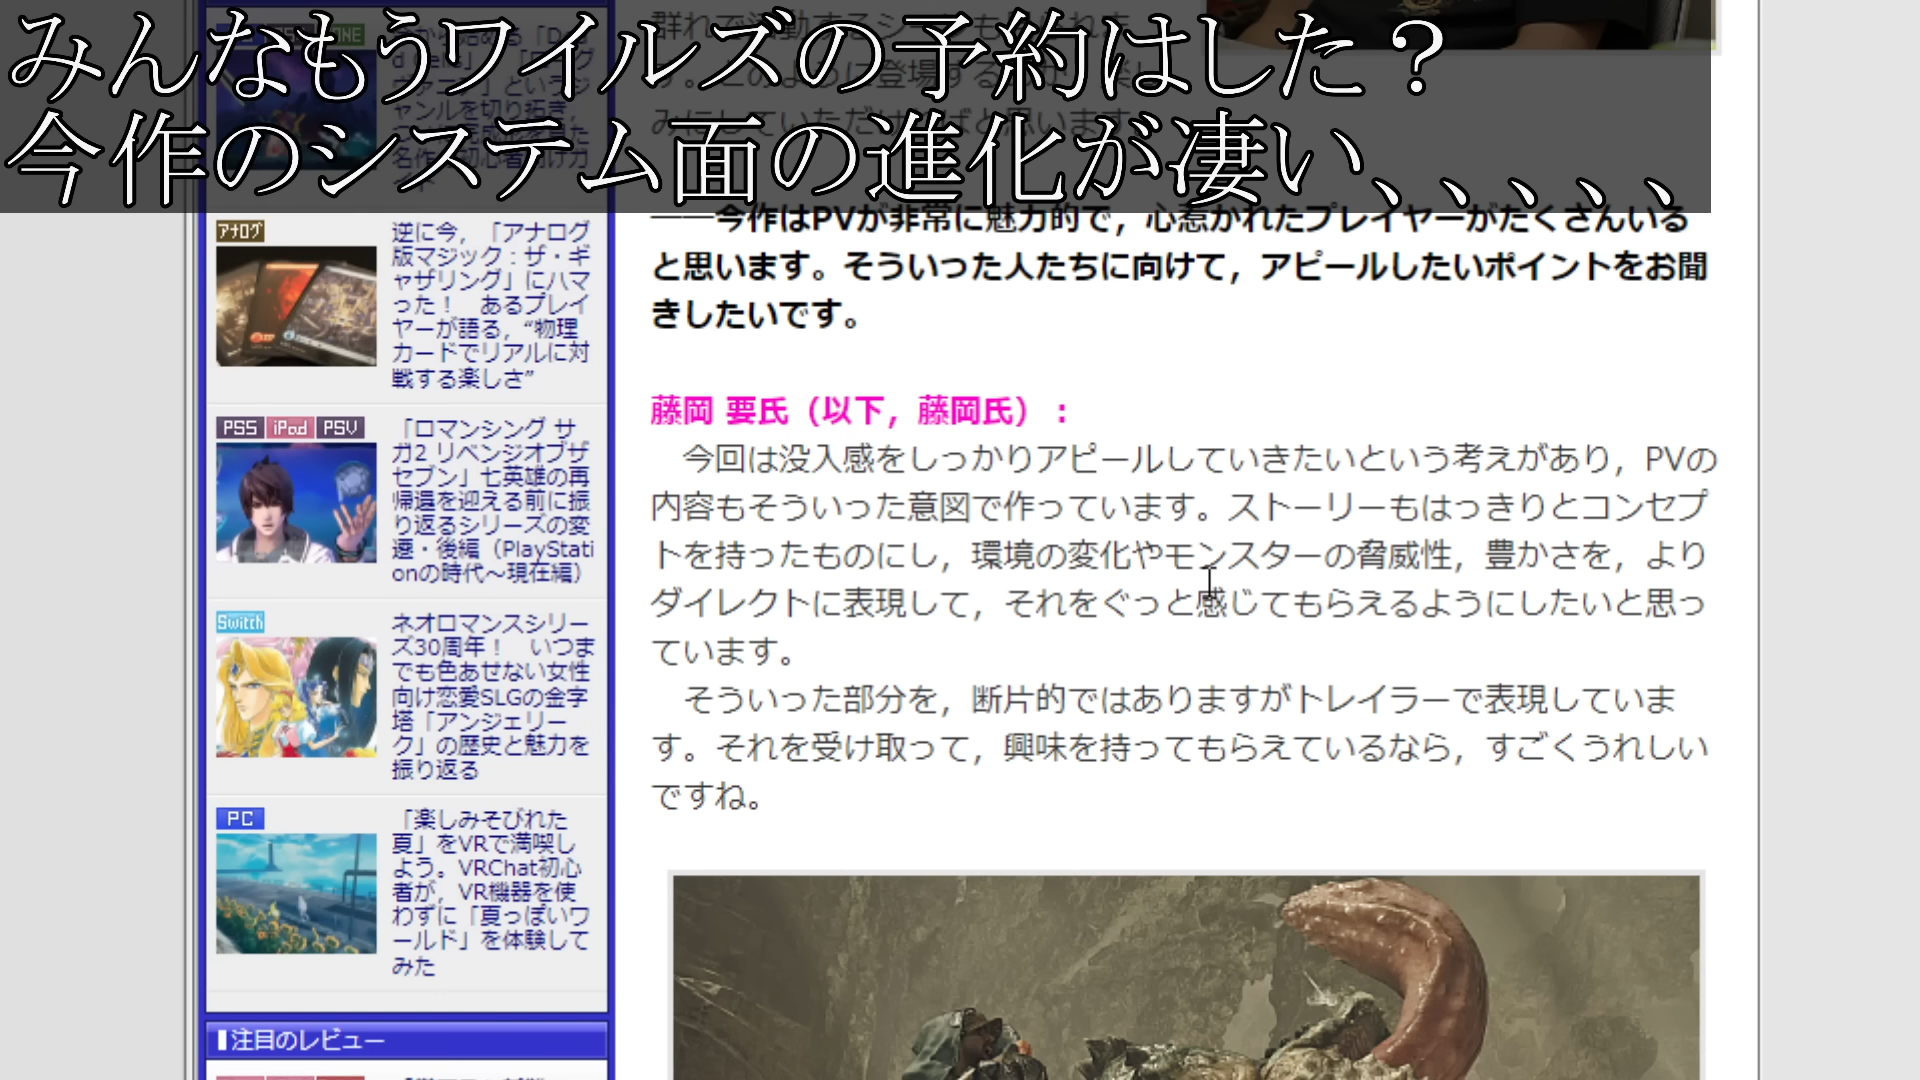 みんなもうワイルズの予約はした？
今作のシステム面の進化が凄い、、、、、
アナログ
逆に今，「アナログ
版マジック：ザ・ギ
ャザリング」にハマ
った！　あるプレイ
ヤーが語る，“物理
カードでリアルに対
戦する楽しさ”
PS5 iPad PSV
「ロマンシング サ
ガ2 リベンジオブザ
セブン」七英雄の再
帰還を迎える前に振
り返るシリーズの変
遷・後編（PlayStati
onの時代～現在編）
Switch
ネオロマンスシリー
ズ30周年！　いつま
でも色あせない女性
向け恋愛SLGの金字
塔「アンジェリー
ク」の歴史と魅力を
振り返る
PC
「楽しみそびれた
夏」をVRで満喫し
よう。VRChat初心
者が，VR機器を使
わずに「夏っぽいワ
ールド」を体験して
みた
注目のレビュー
みにしていただければと思います。
――今作はPVが非常に魅力的で，心惹かれたプレイヤーがたくさんいる
と思います。そういった人たちに向けて，アピールしたいポイントをお聞
きしたいです。
藤岡 要氏（以下，藤岡氏）：
今回は没入感をしっかりアピールしていきたいという考えがあり，PVの
内容もそういった意図で作っています。ストーリーもはっきりとコンセプ
トを持ったものにし，環境の変化やモンスターの脅威性，豊かさを，より
ダイレクトに表現して，それをぐっと感じてもらえるようにしたいと思っ
ています。
そういった部分を，断片的ではありますがトレイラーで表現していま
す。それを受け取って，興味を持ってもらえているなら，すごくうれしい
ですね。